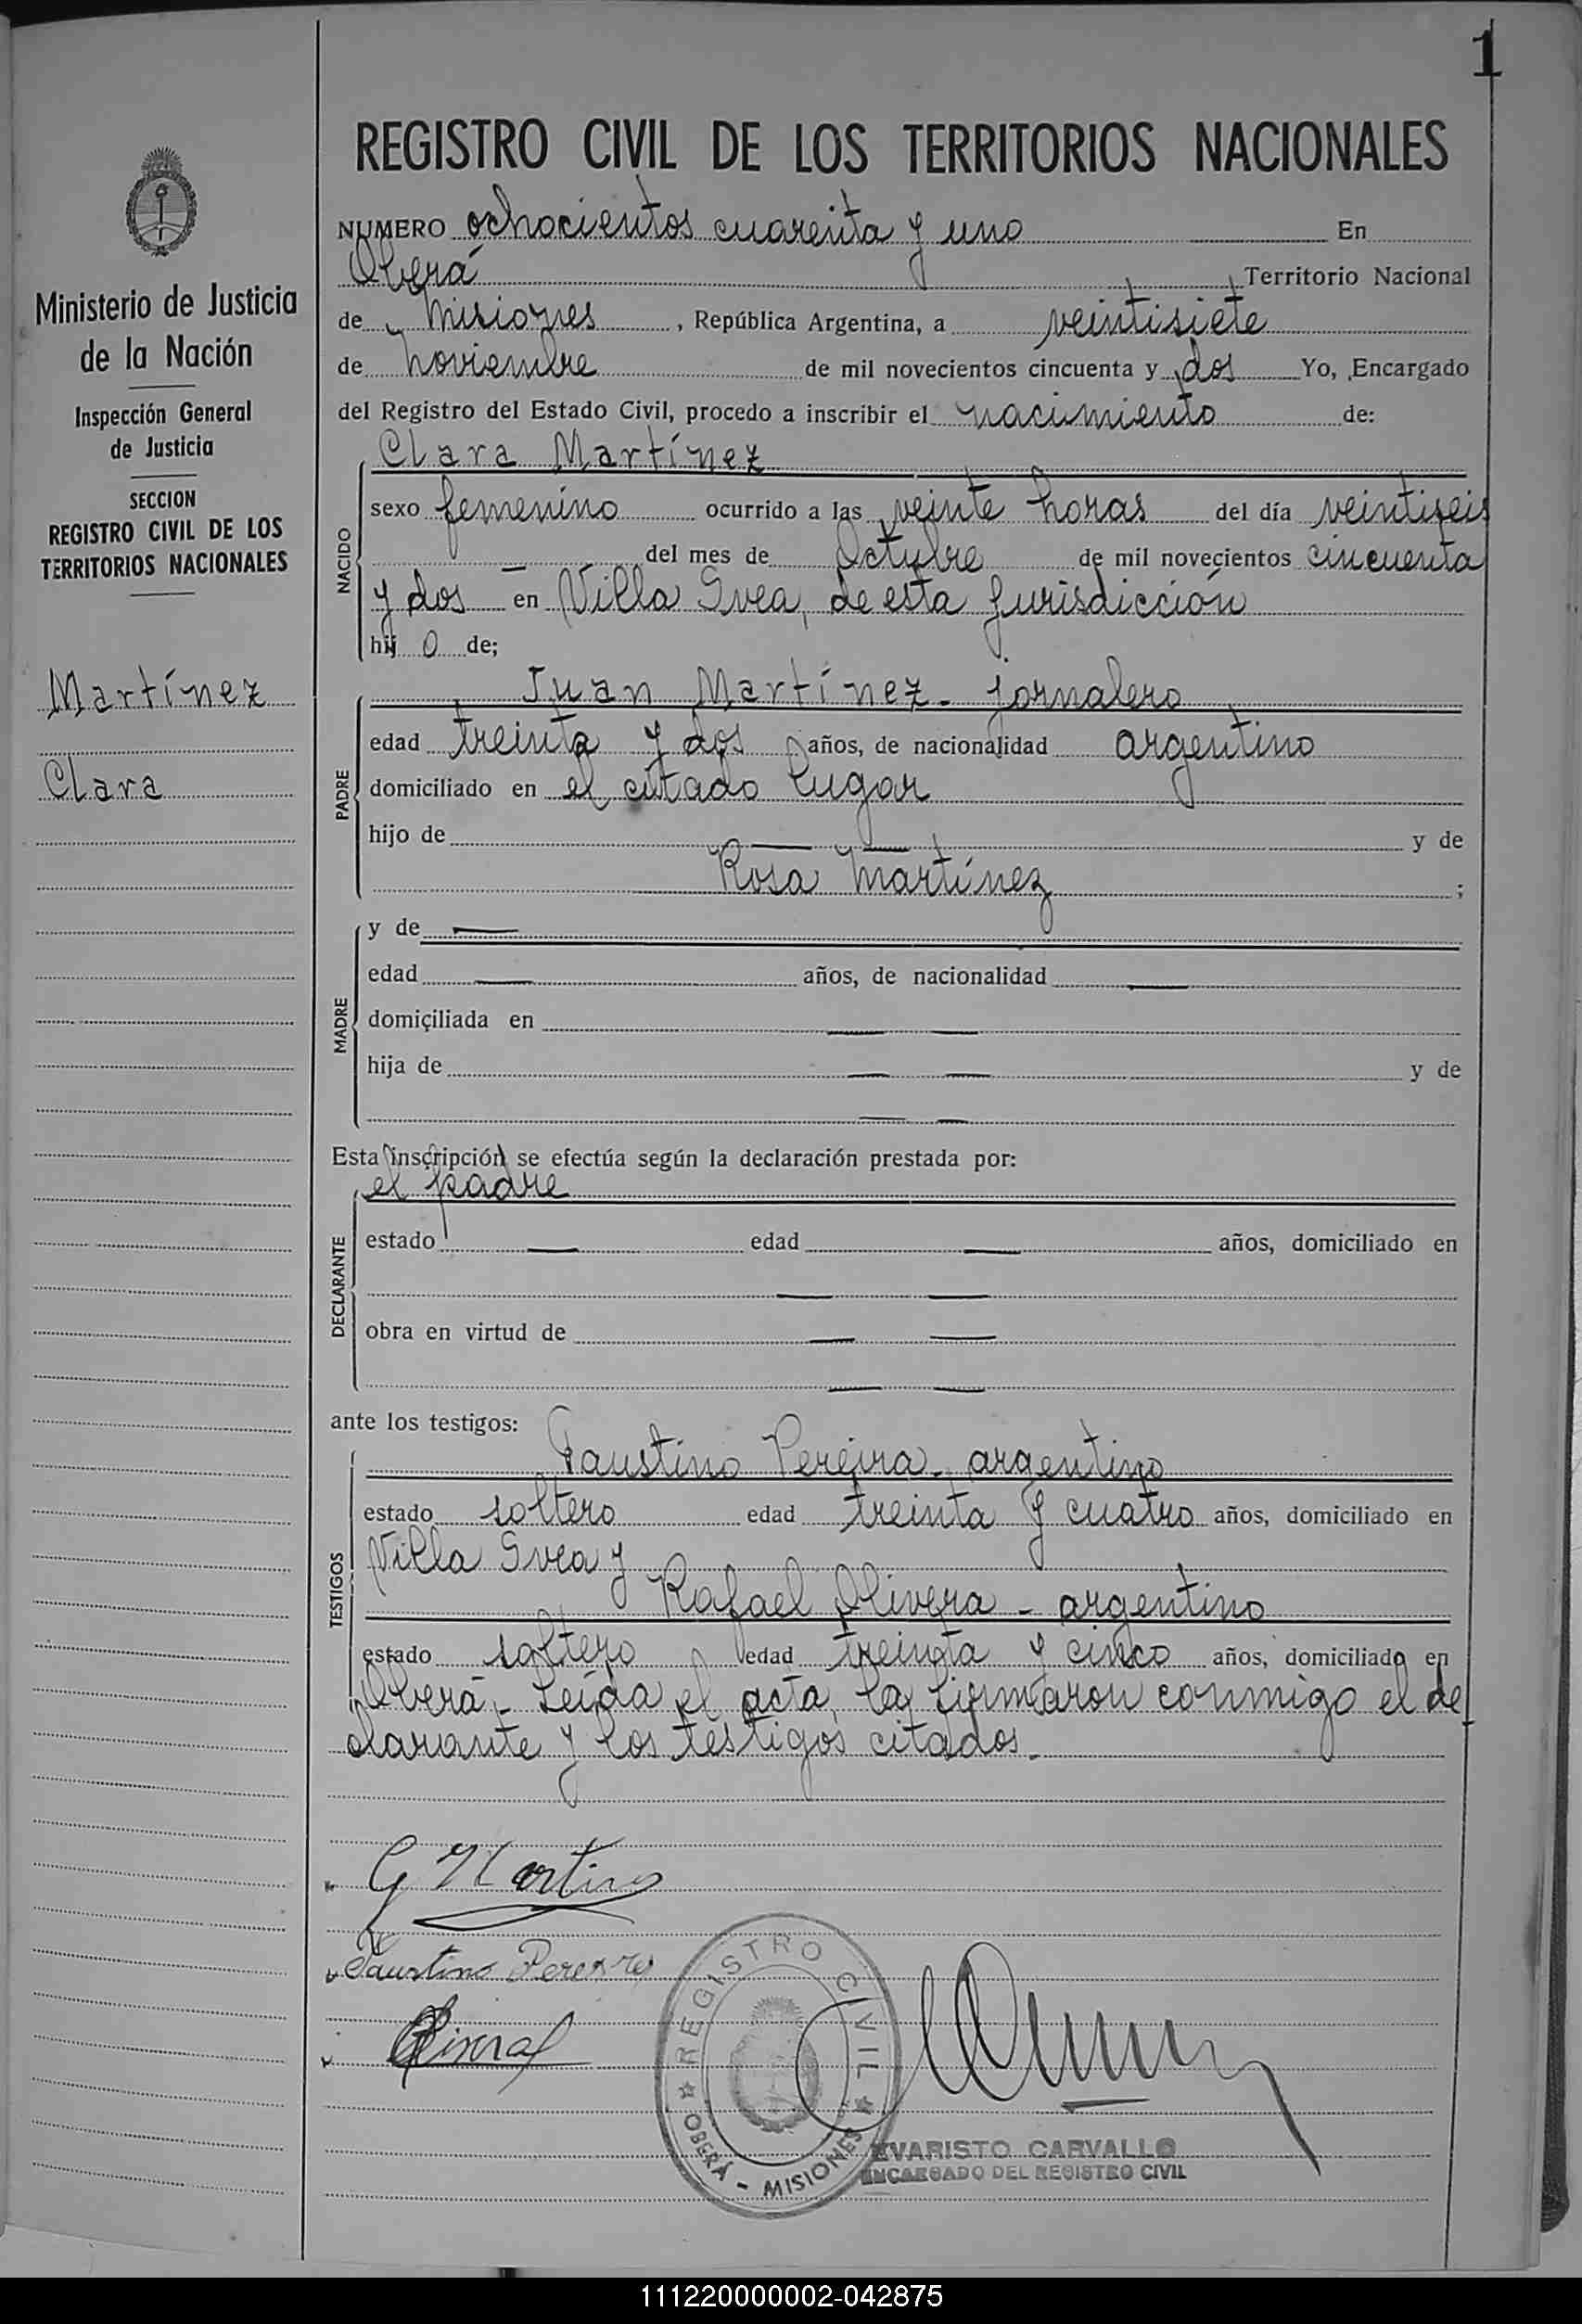 1
REGISTRO CIVIL DE LOS TERRITORIOS NACIONALES
Ministerio de Justicia
de la Nación
Inspección General
de Justicia
SECCION
REGISTRO CIVIL DE LOS
TERRITORIOS NACIONALES
Martínez
Clara
NUMERO ochocientos cuarenta y uno En
Oberá Territorio Nacional
de Misiones, República Argentina, a veintisiete
de noviembre de mil novecientos cincuenta y dos Yo, Encargado
del Registro del Estado Civil, procedo a inscribir el nacimiento de:
Clara Martínez
NACIDO
sexo femenino ocurrido a las veinte horas del día veintiseis
— del mes de Octubre de mil novecientos cincuenta
y dos en Villa Svea, de esta jurisdicción
hij o de;
PADRE
Juan Martínez - jornalero
edad treinta y dos años, de nacionalidad argentino
domiciliado en el citado lugar
hijo de — — y de
Rosa Martínez ;
MADRE
y de —
edad — años, de nacionalidad —
domiciliada en — —
hija de — — y de
— —
Esta inscripción se efectúa según la declaración prestada por:
el padre
DECLARANTE
estado — edad — años, domiciliado en
— —
obra en virtud de — —
— —
ante los testigos:
TESTIGOS
Faustino Pereira - argentino
estado soltero edad treinta y cuatro años, domiciliado en
Villa Svea y
Rafael Olivera - argentino
estado soltero edad treinta y cinco años, domiciliado en
Oberá - Leída el acta, la firmaron conmigo el de
clarante y los testigos citados.-
G Martinez
Faustino Pereira
REGISTRO CIVIL
OBERÁ - MISIONES
EVARISTO CARVALLO
ENCARGADO DEL REGISTRO CIVIL
111220000002-042875